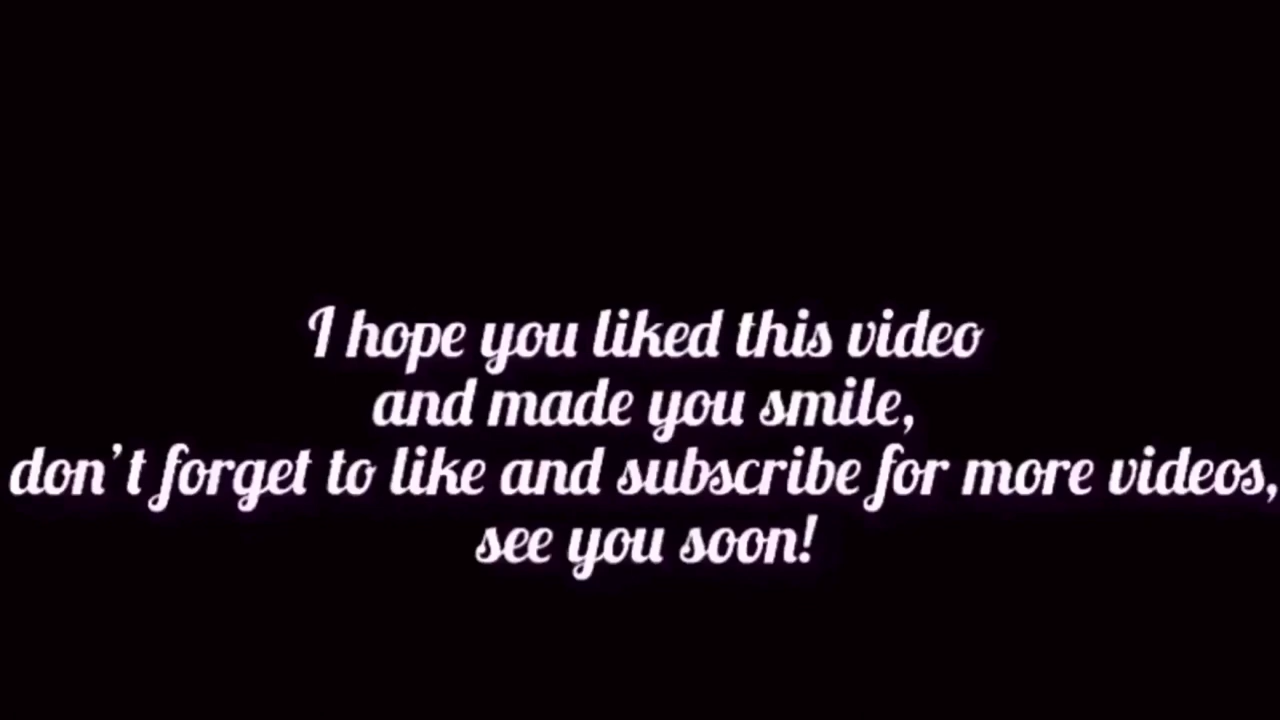 I hope you liked this video
and made you smile,
don't forget to like and subscribe for more videos,
see you soon!